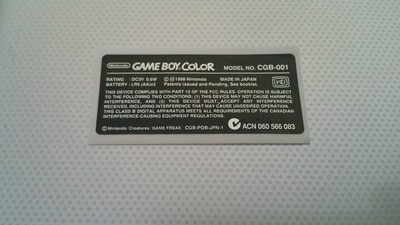 Nintendo GAME BOY COLOR MODEL NO. CGB-001
RATING : DC3V 0.6W ©1998 Nintendo MADE IN JAPAN
BATTERY : LR6 (AA)x2 Patents Issued and Pending. See Backup.
THIS DEVICE COMPLIES WITH PART 15 OF THE FCC RULES. OPERATION IS SUBJECT
TO THE FOLLOWING TWO CONDITIONS: (1) THIS DEVICE MAY NOT CAUSE HARMFUL
INTERFERENCE, AND (2) THIS DEVICE MUST ACCEPT ANY INTERFERENCE
RECEIVED, INCLUDING INTERFERENCE THAT MAY CAUSE UNDESIRED OPERATION.
THIS CLASS B DIGITAL APPARATUS MEETS ALL REQUIREMENTS OF THE CANADIAN
INTERFERENCE-CAUSING EQUIPMENT REGULATIONS.
©Nintendo, Creatures, GAME FREAK CGB-POB-JPN-1 ACN 060 566 083